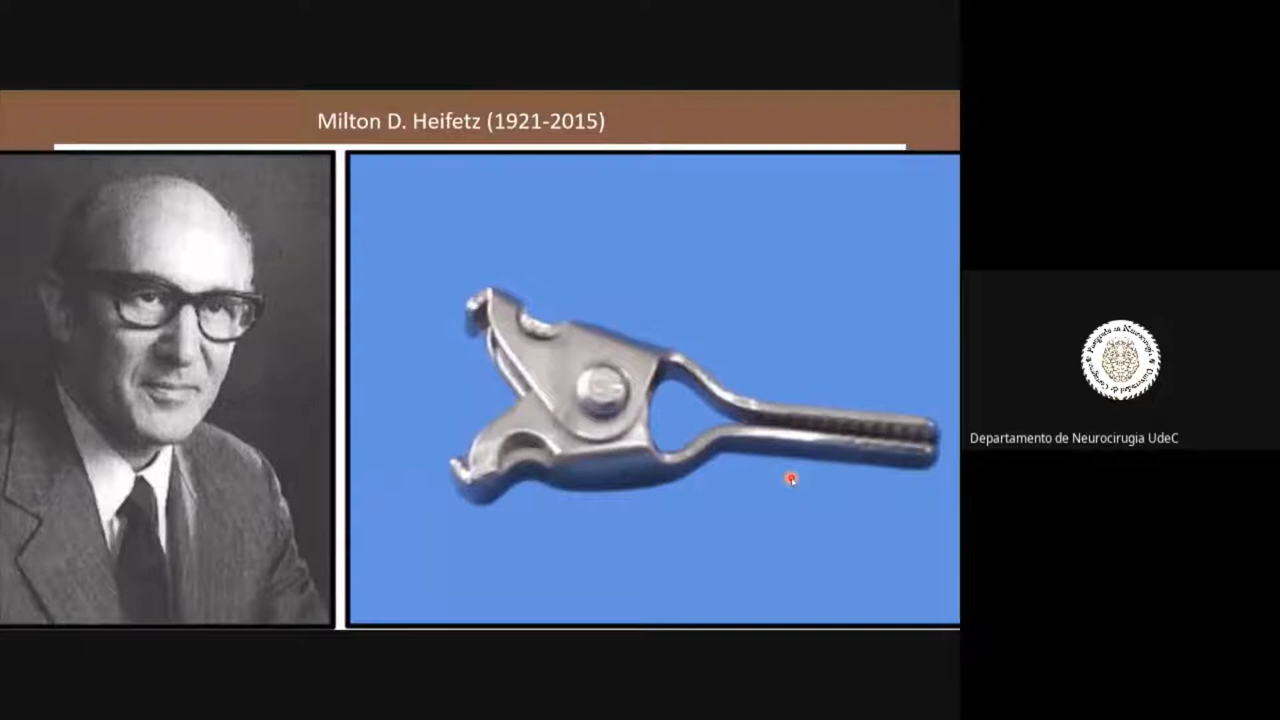 Milton D. Heifetz (1921-2015)
Departamento de Neurocirugia UdeC